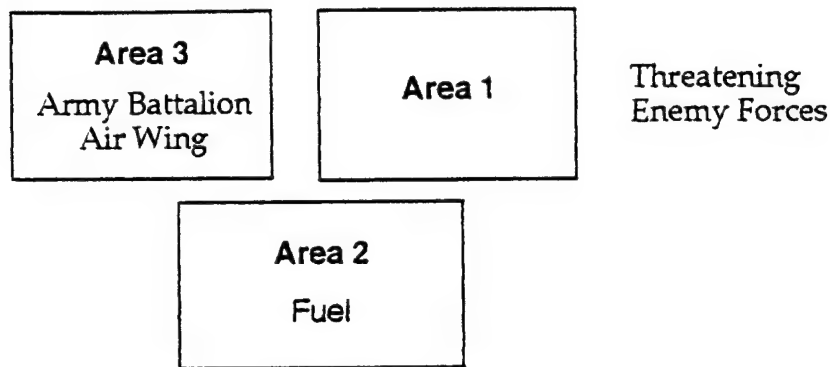 Area 3
Army Battalion
Air Wing
Area 1
Threatening
Enemy Forces
Area 2
Fuel